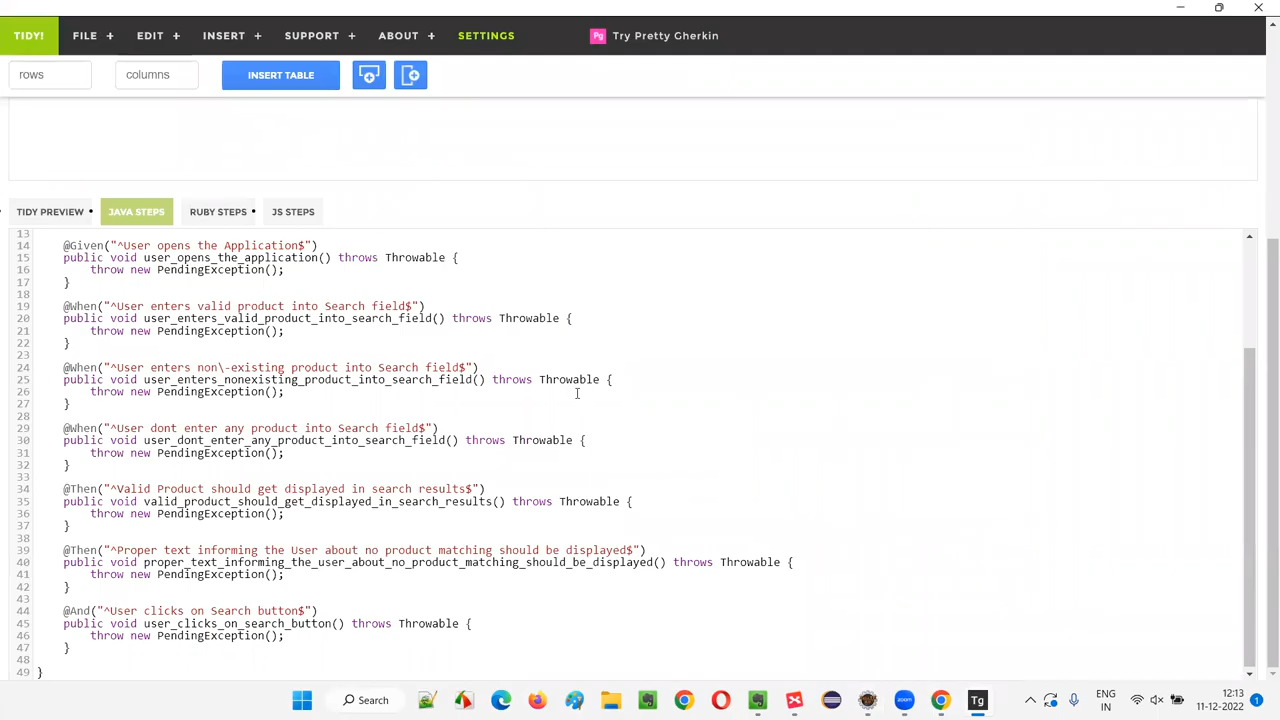 TIDY! FILE + EDIT + INSERT + SUPPORT + ABOUT + SETTINGS Pg Try Pretty Gherkin
rows columns INSERT TABLE
TIDY PREVIEW • JAVA STEPS RUBY STEPS • JS STEPS
13
14 @Given("^User opens the Application$")
15 public void user_opens_the_application() throws Throwable {
16 throw new PendingException();
17 }
18
19 @When("^User enters valid product into Search field$")
20 public void user_enters_valid_product_into_search_field() throws Throwable {
21 throw new PendingException();
22 }
23
24 @When("^User enters non\-existing product into Search field$")
25 public void user_enters_nonexisting_product_into_search_field() throws Throwable {
26 throw new PendingException();
27 }
28
29 @When("^User dont enter any product into Search field$")
30 public void user_dont_enter_any_product_into_search_field() throws Throwable {
31 throw new PendingException();
32 }
33
34 @Then("^Valid Product should get displayed in search results$")
35 public void valid_product_should_get_displayed_in_search_results() throws Throwable {
36 throw new PendingException();
37 }
38
39 @Then("^Proper text informing the User about no product matching should be displayed$")
40 public void proper_text_informing_the_user_about_no_product_matching_should_be_displayed() throws Throwable {
41 throw new PendingException();
42 }
43
44 @And("^User clicks on Search button$")
45 public void user_clicks_on_search_button() throws Throwable {
46 throw new PendingException();
47 }
48
49 }
Search zoom Tg ENG 12:13
IN 11-12-2022 1